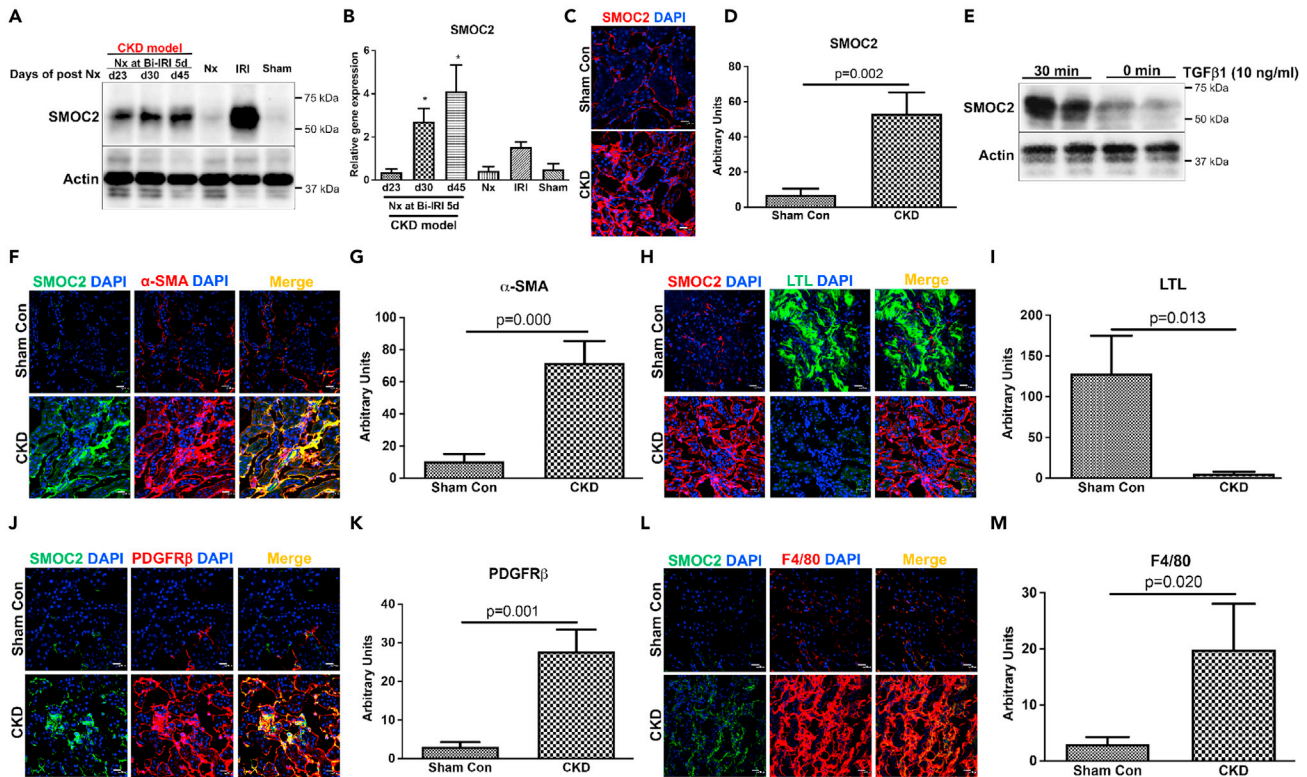 A
CKD model
Nx at Bi-IRI 5d
Days of post Nx d23 d30 d45 Nx IRI Sham
SMOC2
75 kDa
50 kDa
Actin
37 kDa
B
SMOC2
Relative gene expression
6
4
2
0
*
*
d23 d30 d45 Nx IRI Sham
Nx at Bi-IRI 5d
CKD model
C
SMOC2 DAPI
Sham Con
CKD
D
SMOC2
p=0.002
Arbitrary Units
80
60
40
20
0
Sham Con CKD
E
30 min 0 min TGFβ1 (10 ng/ml)
SMOC2
75 kDa
50 kDa
Actin
37 kDa
F
SMOC2 DAPI α-SMA DAPI Merge
Sham Con
CKD
G
α-SMA
p=0.000
Arbitrary Units
100
80
60
40
20
0
Sham Con CKD
H
SMOC2 DAPI LTL DAPI Merge
Sham Con
CKD
I
LTL
p=0.013
Arbitrary Units
200
150
100
50
0
Sham Con CKD
J
SMOC2 DAPI PDGFRβ DAPI Merge
Sham Con
CKD
K
PDGFRβ
p=0.001
Arbitrary Units
40
30
20
10
0
Sham Con CKD
L
SMOC2 DAPI F4/80 DAPI Merge
Sham Con
CKD
M
F4/80
p=0.020
Arbitrary Units
30
20
10
0
Sham Con CKD